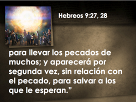 Hebreos 9:27, 28
para llevar los pecados de
muchos; y aparecerá por
segunda vez, sin relación con
el pecado, para salvar a los
que le esperan."